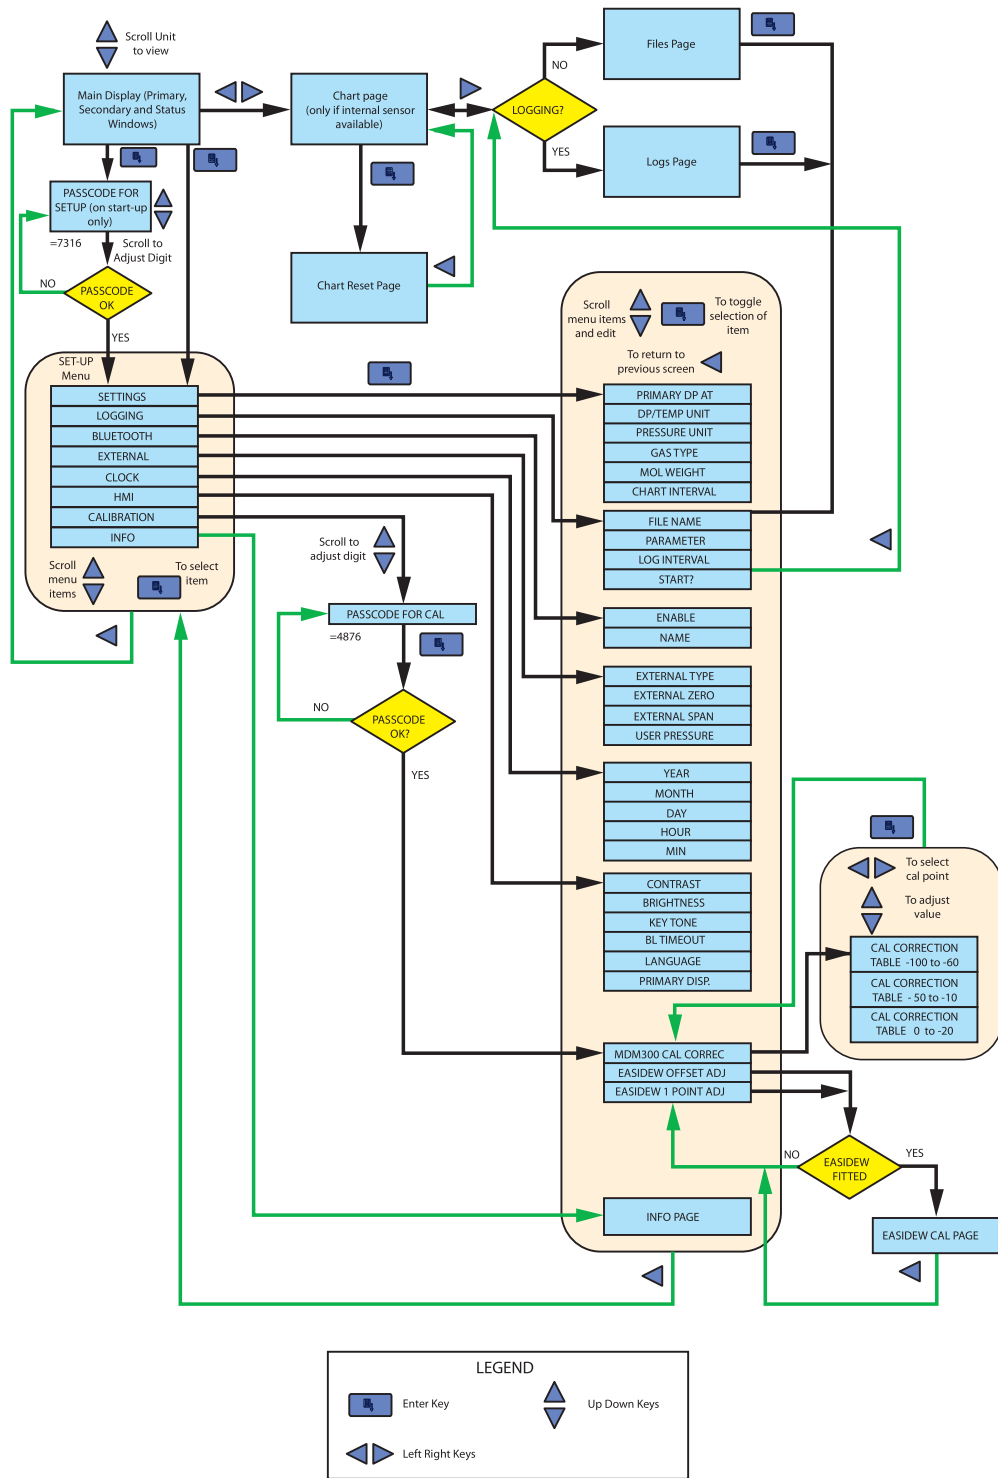 Scroll Unit
to view
Main Display (Primary,
Secondary and Status
Windows)
Chart page
(only if internal sensor
available)
LOGGING?
NO
YES
Files Page
Logs Page
PASSCODE FOR
SETUP (on start-up
only)
=7316
Scroll to
Adjust Digit
NO
PASSCODE
OK
YES
Chart Reset Page
SET-UP
Menu
SETTINGS
LOGGING
BLUETOOTH
EXTERNAL
CLOCK
HMI
CALIBRATION
INFO
Scroll
menu
items
To select
item
Scroll to
adjust digit
PASSCODE FOR CAL
=4876
NO
PASSCODE
OK?
YES
Scroll
menu items
and edit
To toggle
selection of
item
To return to
previous screen
PRIMARY DP AT
DP/TEMP UNIT
PRESSURE UNIT
GAS TYPE
MOL WEIGHT
CHART INTERVAL
FILE NAME
PARAMETER
LOG INTERVAL
START?
ENABLE
NAME
EXTERNAL TYPE
EXTERNAL ZERO
EXTERNAL SPAN
USER PRESSURE
YEAR
MONTH
DAY
HOUR
MIN
CONTRAST
BRIGHTNESS
KEY TONE
BL TIMEOUT
LANGUAGE
PRIMARY DISP.
MDM300 CAL CORREC
EASIDEW OFFSET ADJ
EASIDEW 1 POINT ADJ
INFO PAGE
To select
cal point
To adjust
value
CAL CORRECTION
TABLE -100 to -60
CAL CORRECTION
TABLE - 50 to -10
CAL CORRECTION
TABLE 0 to -20
NO
EASIDEW
FITTED
YES
EASIDEW CAL PAGE
LEGEND
Enter Key
Up Down Keys
Left Right Keys